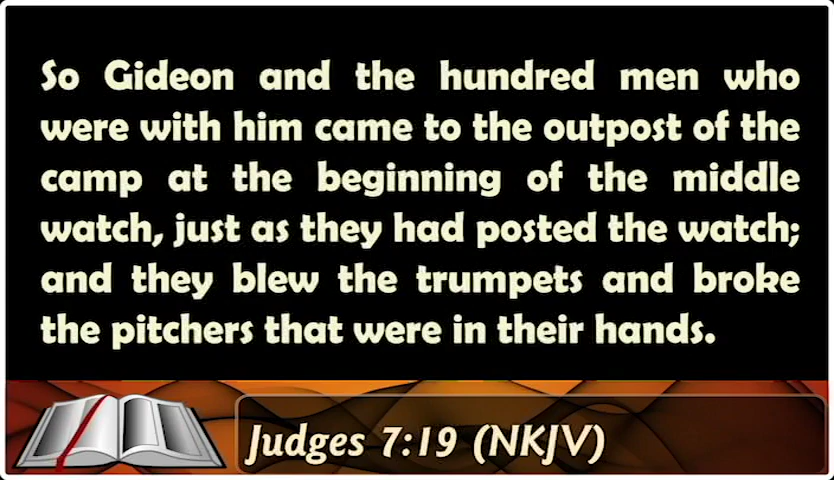 So Gideon and the hundred men who
were with him came to the outpost of the
camp at the beginning of the middle
watch, just as they had posted the watch;
and they blew the trumpets and broke
the pitchers that were in their hands.
Judges 7:19 (NKJV)